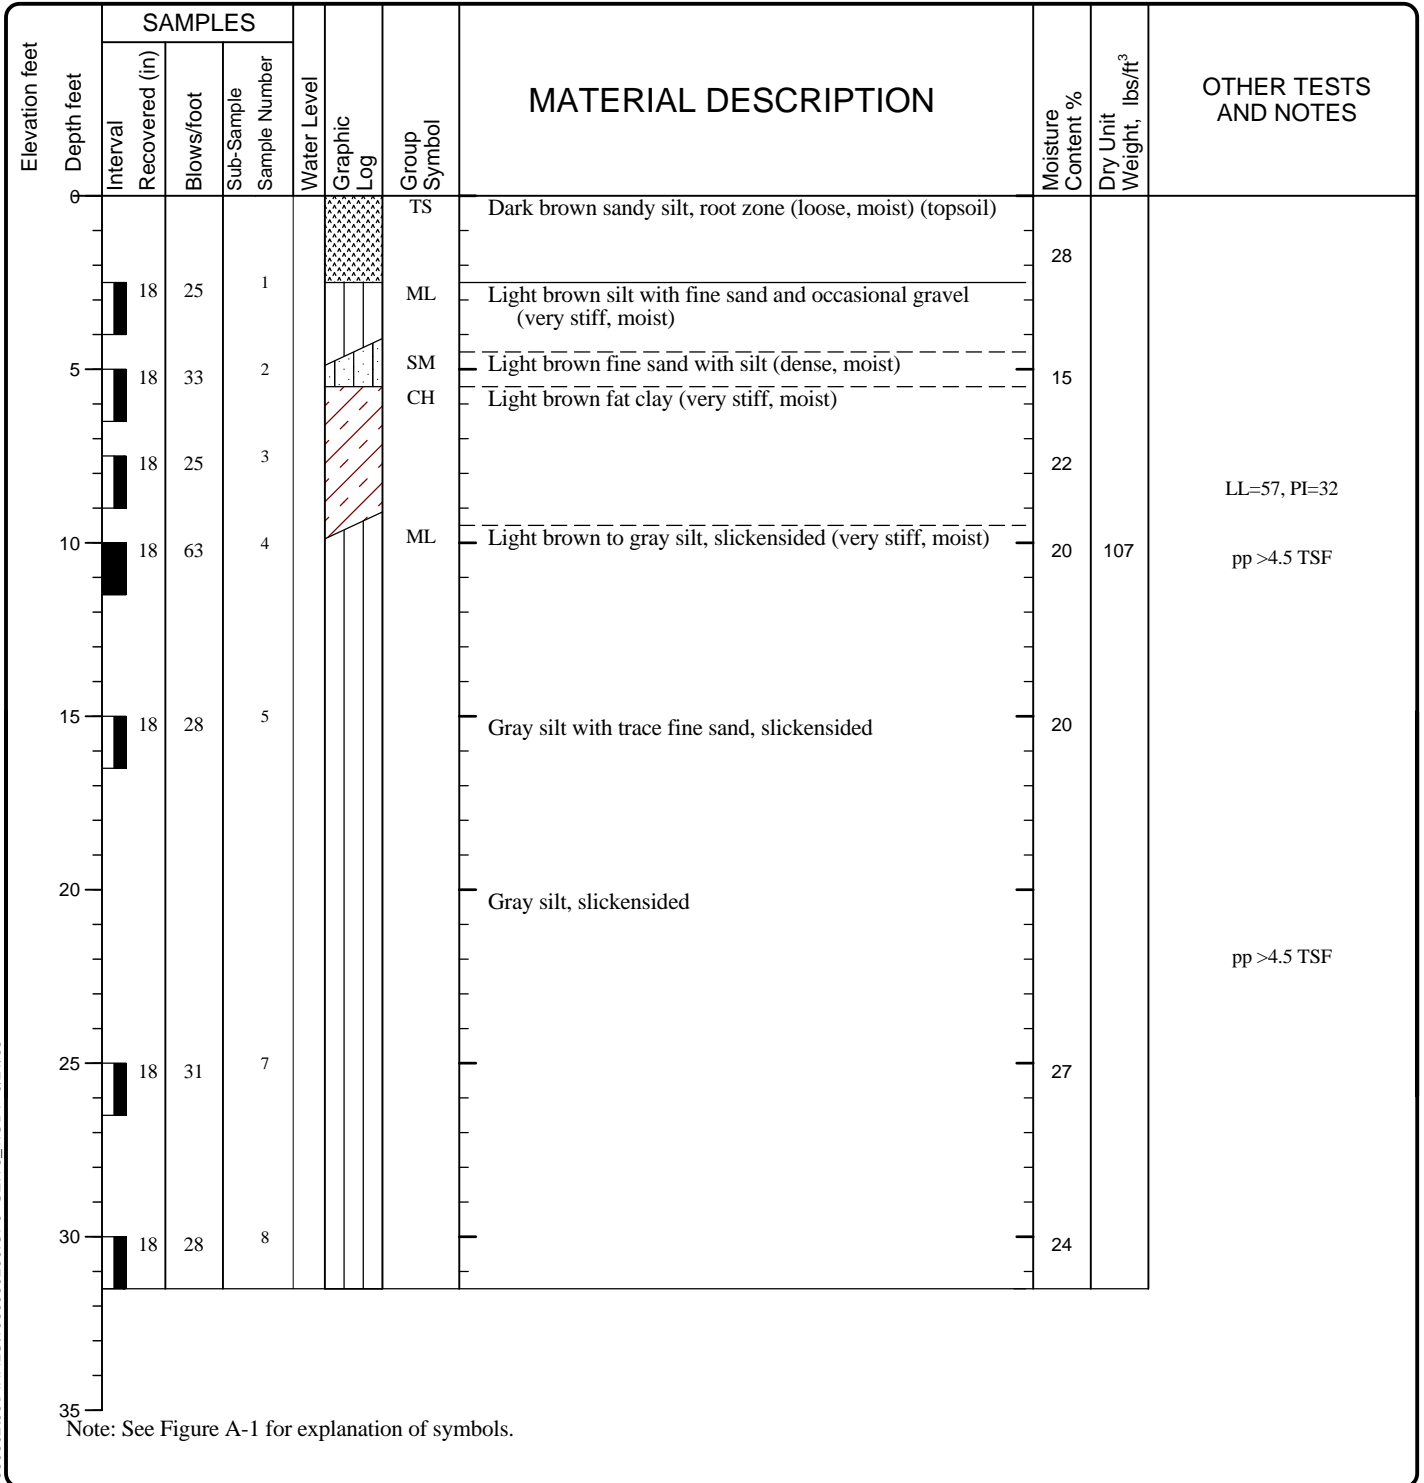 SAMPLES
Elevation feet
Depth feet
Interval
Recovered (in)
Blows/foot
Sub-Sample
Sample Number
Water Level
Graphic
Log
Group
Symbol
MATERIAL DESCRIPTION
Moisture
Content %
Dry Unit
Weight, lbs/ft³
OTHER TESTS
AND NOTES
0
TS Dark brown sandy silt, root zone (loose, moist) (topsoil)
28
18 25 1 ML Light brown silt with fine sand and occasional gravel
(very stiff, moist)
5 18 33 2 SM Light brown fine sand with silt (dense, moist) 15
CH Light brown fat clay (very stiff, moist)
18 25 3 22
LL=57, PI=32
10 18 63 4 ML Light brown to gray silt, slickensided (very stiff, moist) 20 107 pp >4.5 TSF
15 18 28 5 Gray silt with trace fine sand, slickensided 20
20 Gray silt, slickensided
pp >4.5 TSF
25 18 31 7 27
30 18 28 8 24
35
Note: See Figure A-1 for explanation of symbols.